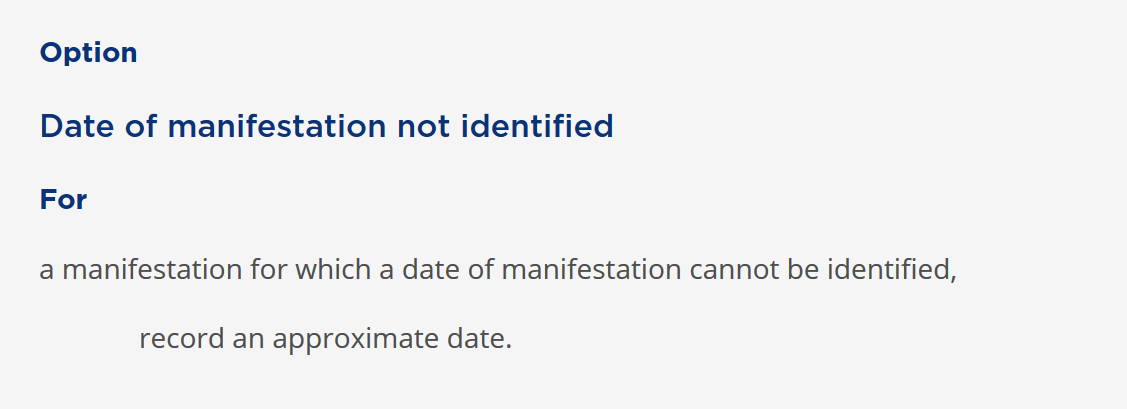 Option
Date of manifestation not identified
For
a manifestation for which a date of manifestation cannot be identified,
record an approximate date.